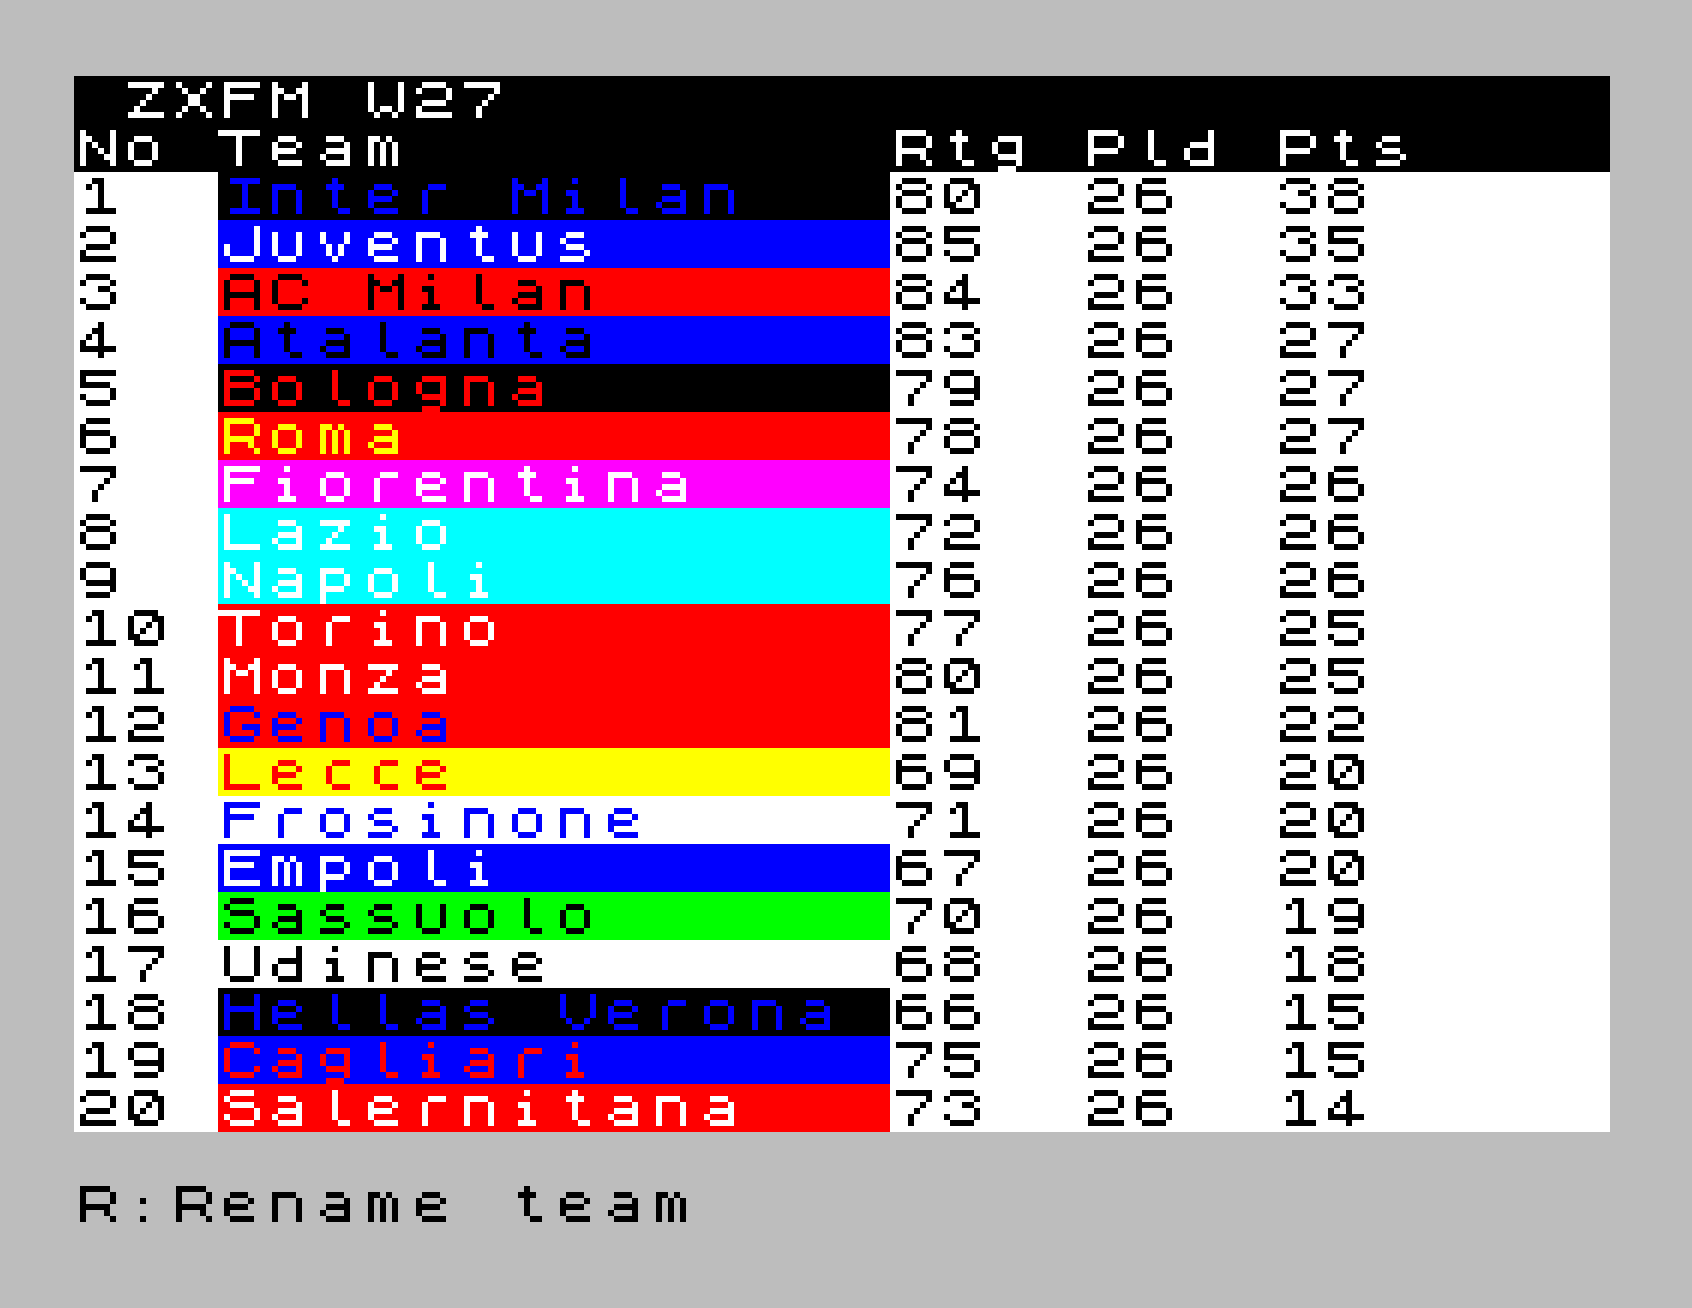 ZXFM W27
No Team Rtg Pld Pts
1 Inter Milan 80 26 38
2 Juventus 85 26 35
3 AC Milan 84 26 33
4 Atalanta 83 26 27
5 Bologna 79 26 27
6 Roma 78 26 27
7 Fiorentina 74 26 26
8 Lazio 72 26 26
9 Napoli 76 26 26
10 Torino 77 26 25
11 Monza 80 26 25
12 Genoa 81 26 22
13 Lecce 69 26 20
14 Frosinone 71 26 20
15 Empoli 67 26 20
16 Sassuolo 70 26 19
17 Udinese 68 26 18
18 Hellas Verona 66 26 15
19 Cagliari 75 26 15
20 Salernitana 73 26 14
R:Rename team